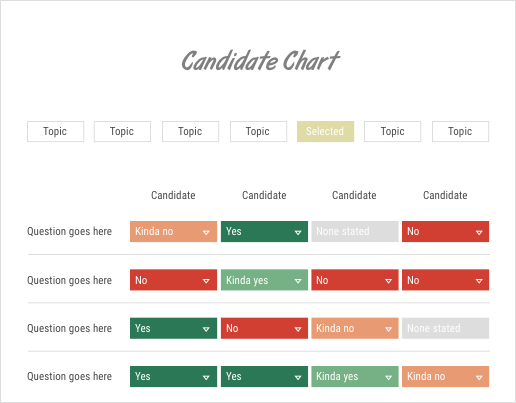 Candidate Chart
Topic Topic Topic Topic Selected Topic Topic
Candidate Candidate Candidate Candidate
Question goes here Kinda no Yes None stated No
Question goes here No Kinda yes No No
Question goes here Yes No Kinda no None stated
Question goes here Yes Yes Kinda yes Kinda no